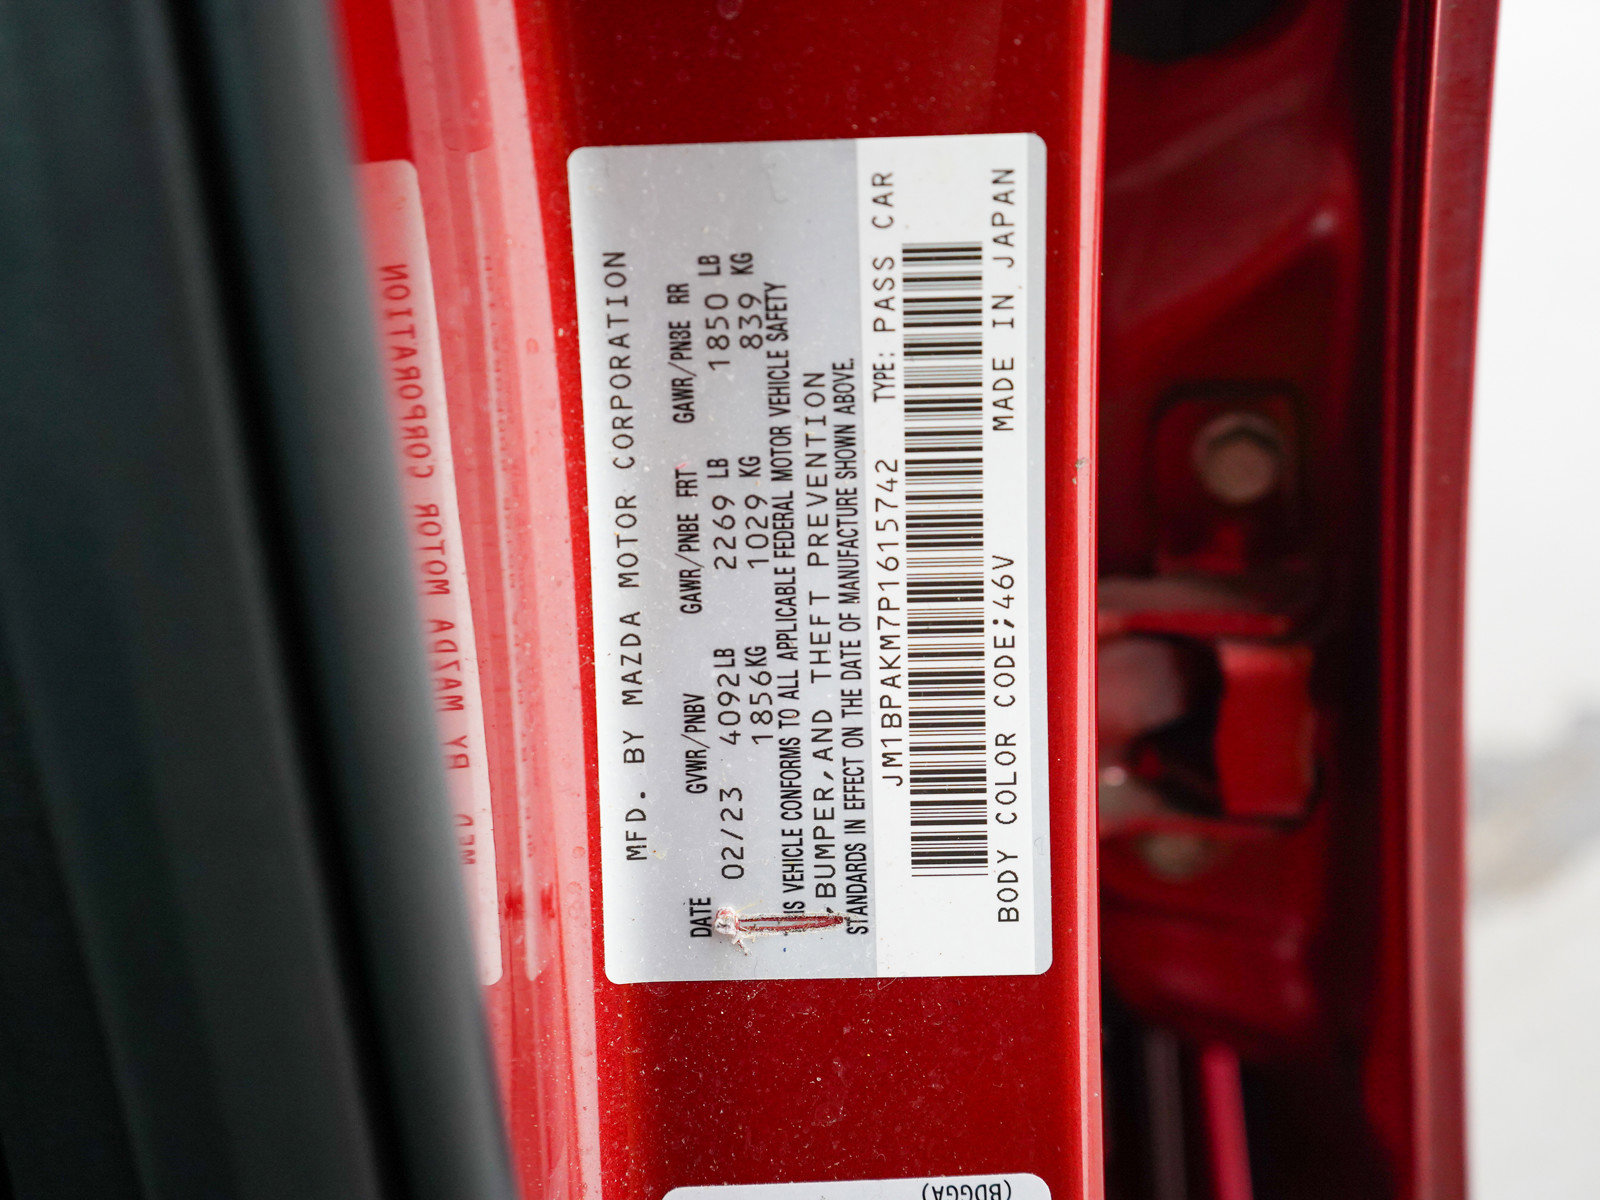 MFD. BY MAZDA MOTOR CORPORATION
DATE GVWR/PNBV GAWR/PNBE FRT GAWR/PNBE RR
02/23 4092LB 2269 LB 1850 LB
1856KG 1029 KG 839 KG
IS VEHICLE CONFORMS TO ALL APPLICABLE FEDERAL MOTOR VEHICLE SAFETY
,BUMPER,AND THEFT PREVENTION
STANDARDS IN EFFECT ON THE DATE OF MANUFACTURE SHOWN ABOVE.
JM1BPAKM7P1615742 TYPE: PASS CAR
BODY COLOR CODE;46V MADE IN JAPAN
MFD. BY MAZDA MOTOR CORPORATION
(BDGGA)